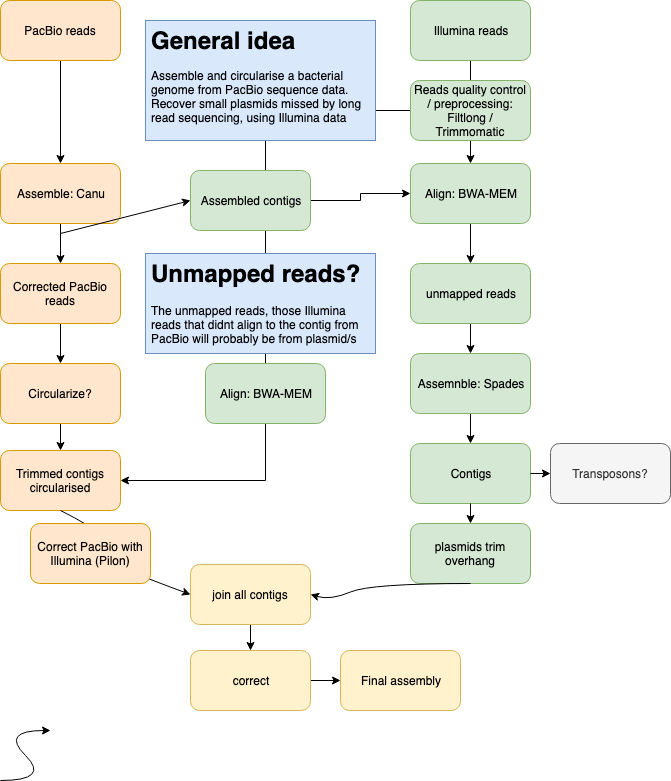 PacBio reads
General idea
Assemble and circularise a bacterial
genome from PacBio sequence data.
Recover small plasmids missed by long
read sequencing, using Illumina data
Illumina reads
Reads quality control
/ preprocessing:
Filtlong /
Trimmomatic
Assemble: Canu
Assembled contigs
Align: BWA-MEM
Corrected PacBio
reads
Unmapped reads?
The unmapped reads, those Illumina
reads that didnt align to the contig from
PacBio will probably be from plasmid/s
unmapped reads
Circularize?
Align: BWA-MEM
Assemnble: Spades
Trimmed contigs
circularised
Contigs
Transposons?
Correct PacBio with
Illumina (Pilon)
plasmids trim
overhang
join all contigs
correct
Final assembly